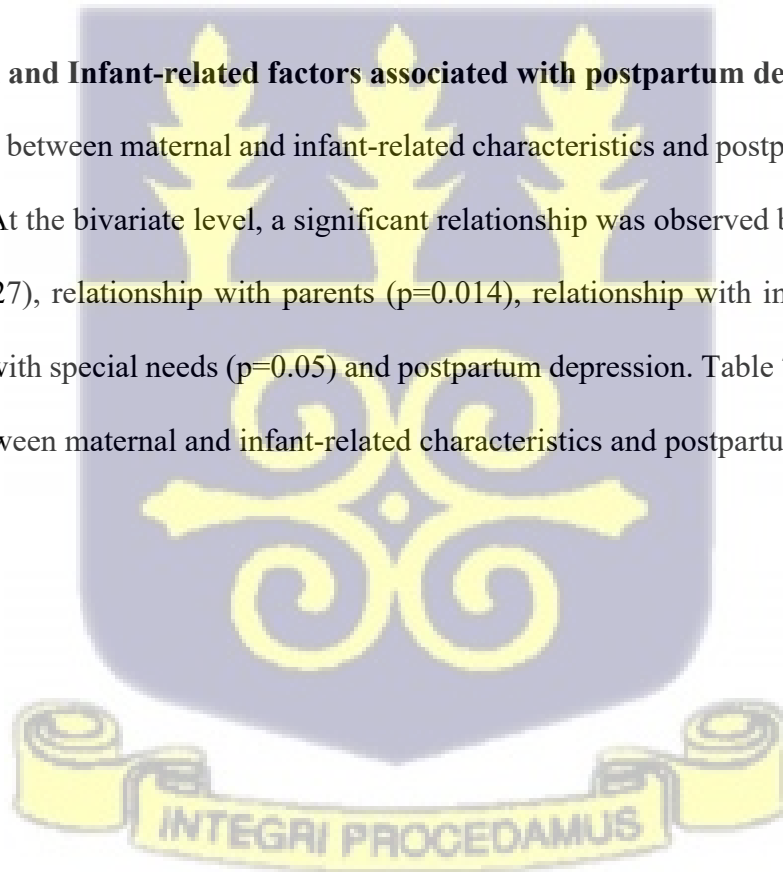 and Infant-related factors associated with postpartum de
between maternal and infant-related characteristics and postp
At the bivariate level, a significant relationship was observed b
27), relationship with parents (p=0.014), relationship with in
with special needs (p=0.05) and postpartum depression. Table
ween maternal and infant-related characteristics and postpartu
INTEGRI PROCEDAMUS